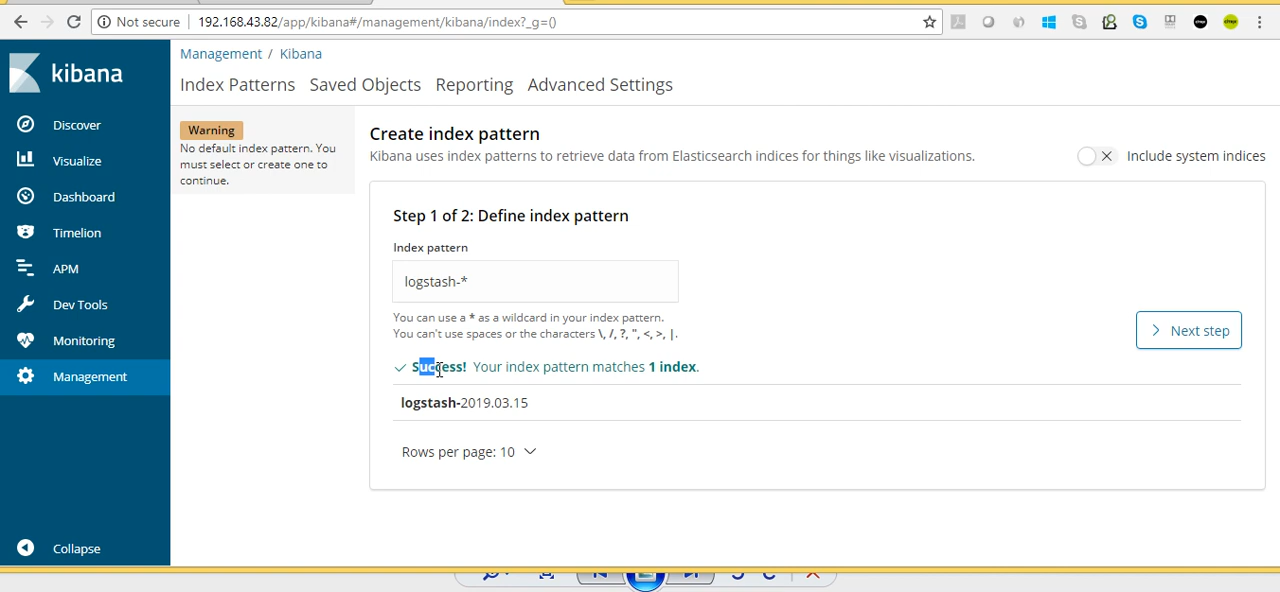 Not secure 192.168.43.82/app/kibana#/management/kibana/index?_g=()
kibana
Discover
Visualize
Dashboard
Timelion
APM
Dev Tools
Monitoring
Management
Collapse
Management / Kibana
Index Patterns Saved Objects Reporting Advanced Settings
Warning
No default index pattern. You
must select or create one to
continue.
Create index pattern
Kibana uses index patterns to retrieve data from Elasticsearch indices for things like visualizations.
Include system indices
Step 1 of 2: Define index pattern
Index pattern
logstash-*
You can use a * as a wildcard in your index pattern.
You can't use spaces or the characters \, /, ?, ", <, >, |.
Next step
Success! Your index pattern matches 1 index.
logstash-2019.03.15
Rows per page: 10